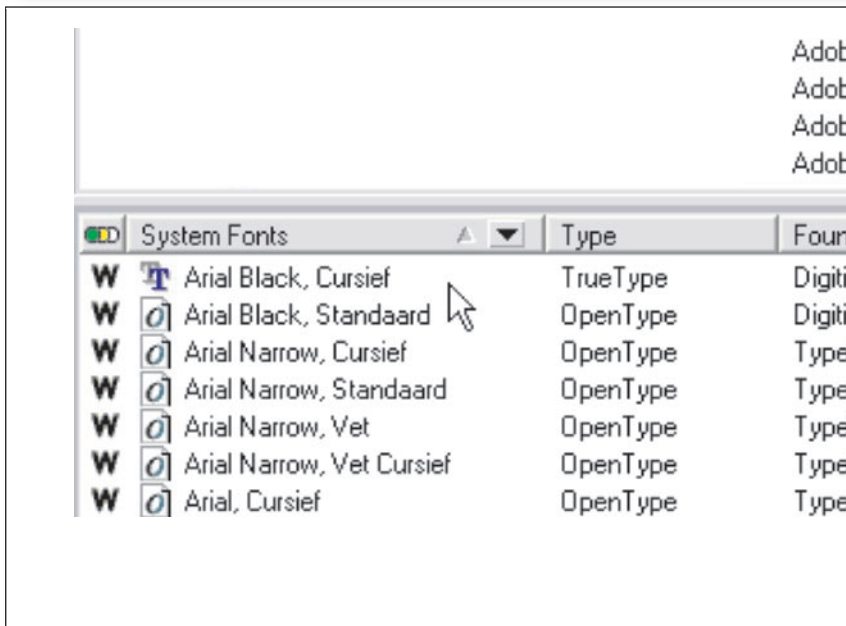 Adob
Adob
Adob
Adob
System Fonts Type Foun
W Arial Black, Cursief TrueType Digiti
W Arial Black, Standaard OpenType Digiti
W Arial Narrow, Cursief OpenType Type
W Arial Narrow, Standaard OpenType Type
W Arial Narrow, Vet OpenType Type
W Arial Narrow, Vet Cursief OpenType Type
W Arial, Cursief OpenType Type